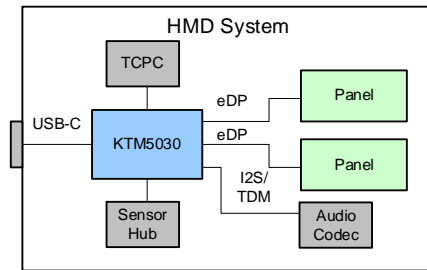 HMD System
TCPC
eDP
Panel
USB-C
KTM5030
eDP
Panel
I2S/
TDM
Sensor
Hub
Audio
Codec